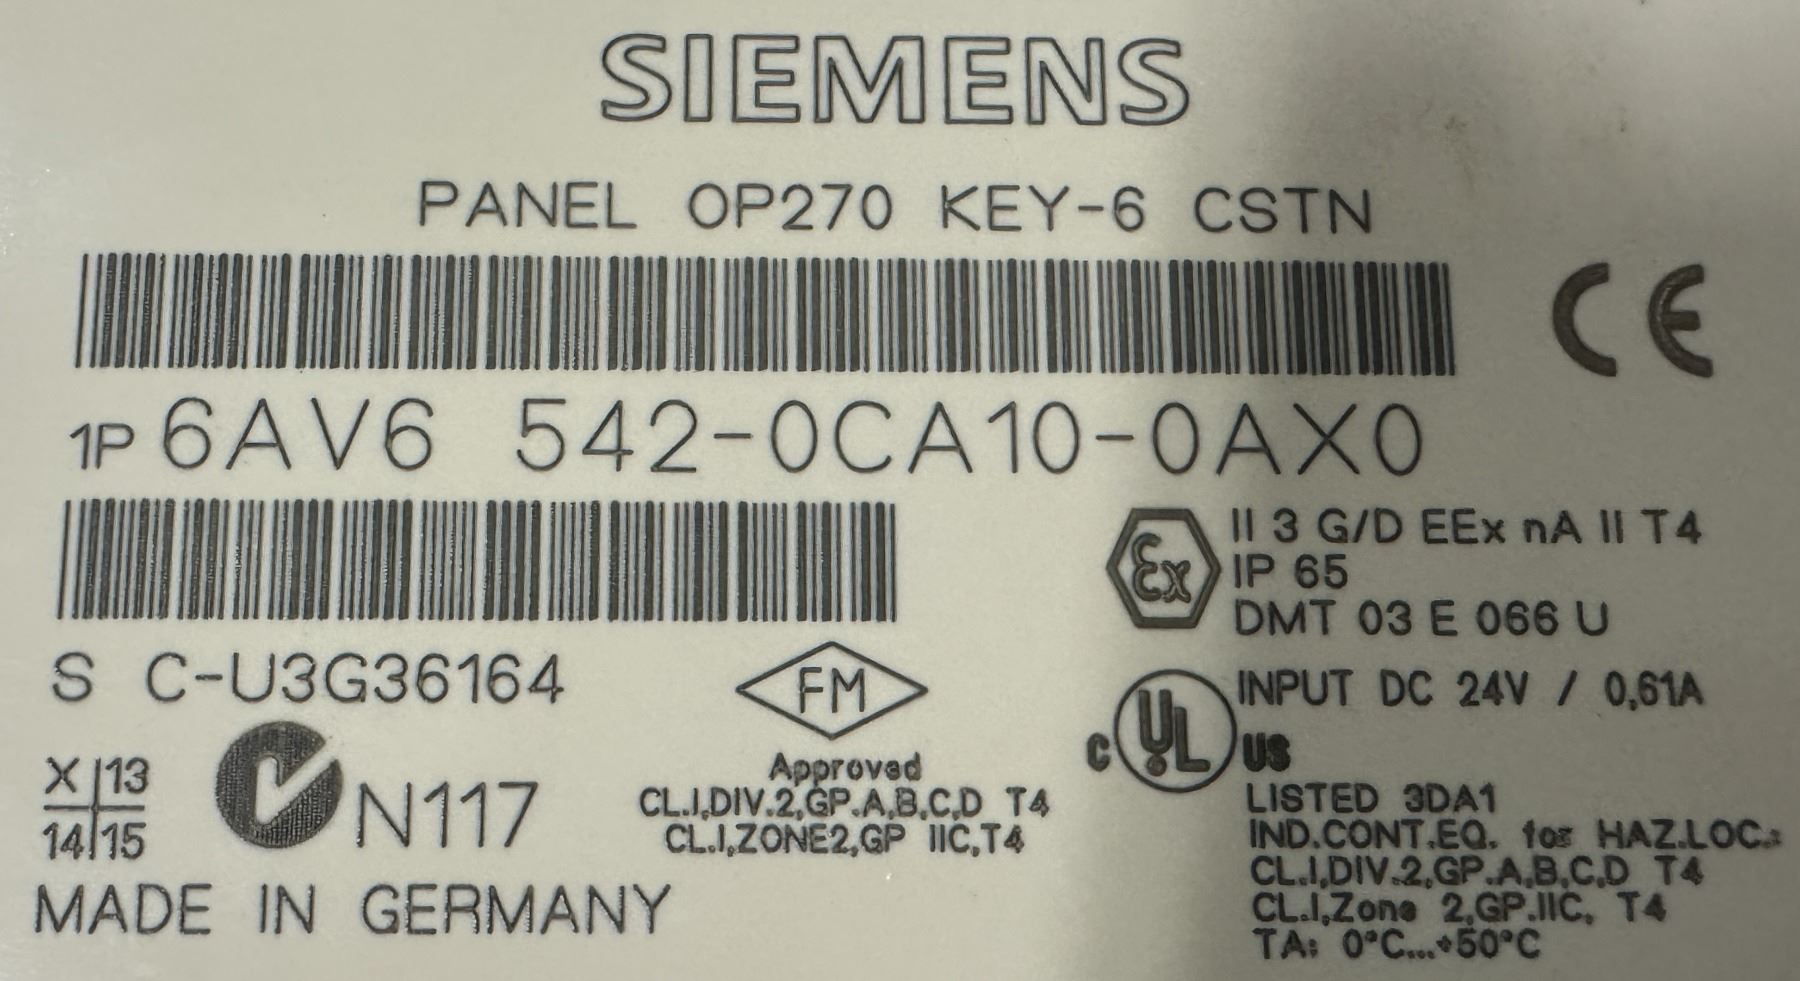 SIEMENS
PANEL OP270 KEY-6 CSTN
CE
1P 6AV6 542-0CA10-0AX0
Ex II 3 G/D EEx nA II T4
IP 65
DMT 03 E 066 U
S C-U3G36164
FM
Approved
CL.I,DIV.2,GP.A,B,C,D T4
CL.I,ZONE2,GP IIC,T4
X 13
14 15
N117
MADE IN GERMANY
INPUT DC 24V / 0,61A
C UL US
LISTED 3DA1
IND.CONT.EQ. for HAZ.LOC.:
CL.I,DIV.2,GP.A,B,C,D T4
CL.I,Zone 2,GP.IIC, T4
TA: 0°C...+50°C